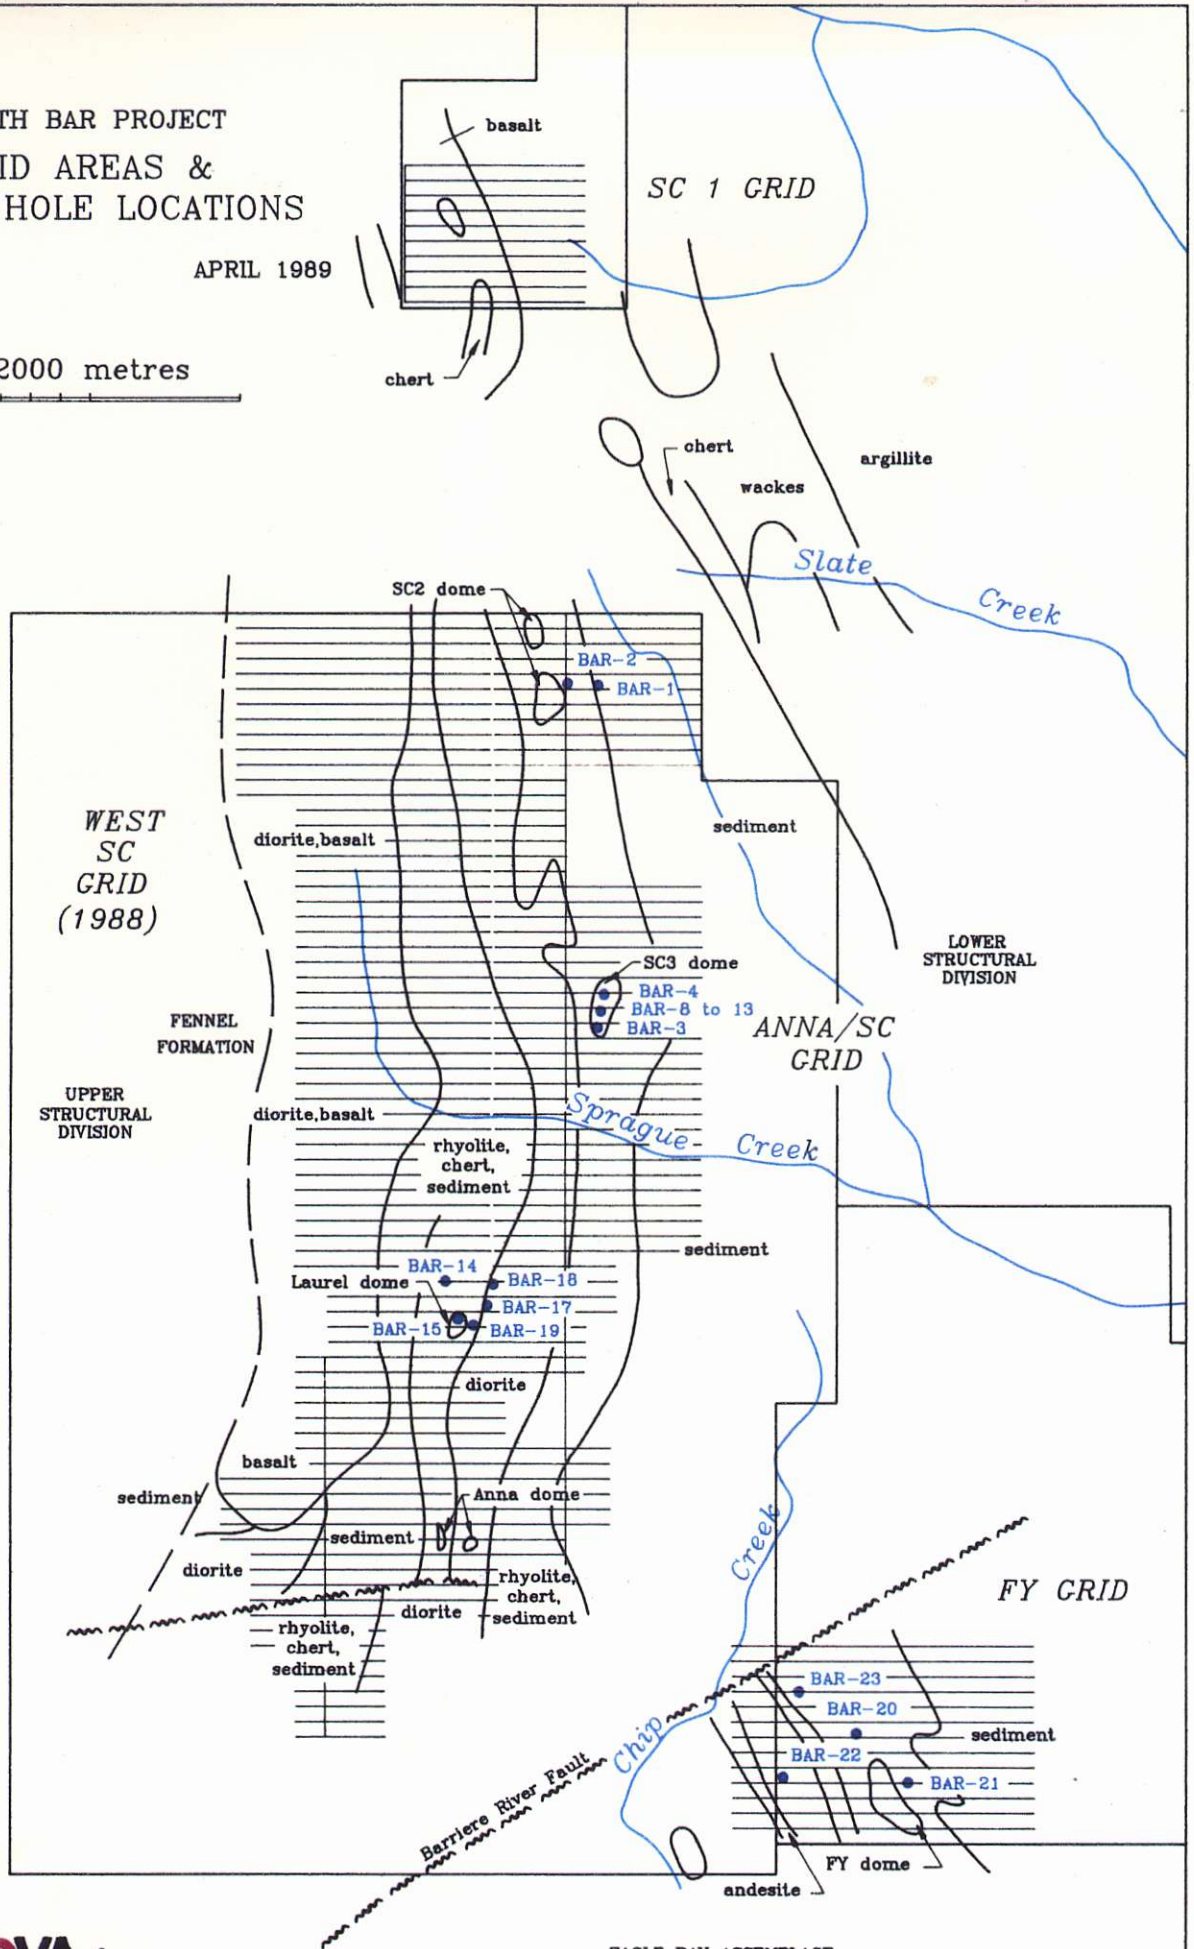 TH BAR PROJECT
ID AREAS &
HOLE LOCATIONS
APRIL 1989
2000 metres
basalt
SC 1 GRID
chert
chert
argillite
wackes
Slate
Creek
SC2 dome
BAR-2
BAR-1
WEST
SC
GRID
(1988)
diorite,basalt
sediment
LOWER
STRUCTURAL
DIVISION
SC3 dome
BAR-4
BAR-8 to 13
BAR-3
ANNA/SC
GRID
FENNEL
FORMATION
UPPER
STRUCTURAL
DIVISION
diorite,basalt
Sprague
Creek
rhyolite,
chert,
sediment
sediment
BAR-14
Laurel dome
BAR-18
BAR-17
BAR-15
BAR-19
diorite
basalt
sediment
Anna dome
sediment
diorite
rhyolite,
chert,
sediment
diorite
rhyolite,
chert,
sediment
Creek
Chip
FY GRID
BAR-23
BAR-20
sediment
BAR-22
BAR-21
Barriere River Fault
FY dome
andesite